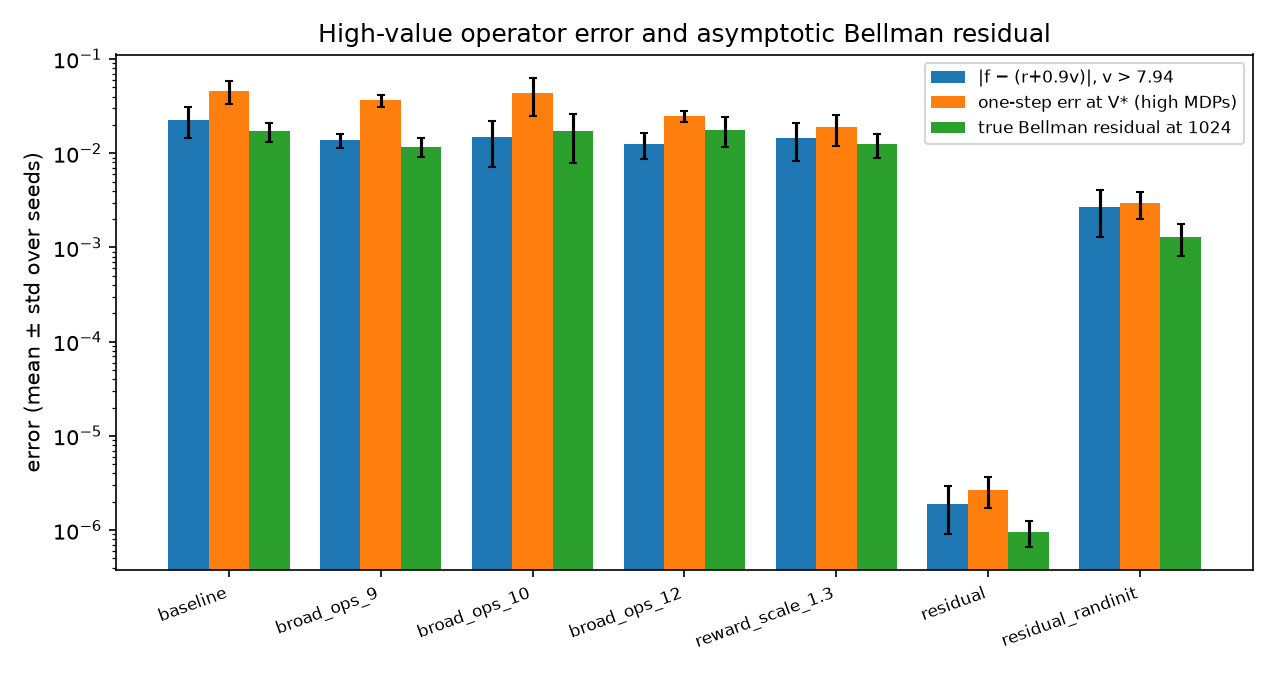 High-value operator error and asymptotic Bellman residual
error (mean ± std over seeds)
10⁻¹
10⁻²
10⁻³
10⁻⁴
10⁻⁵
10⁻⁶
|f − (r+0.9v)|, v > 7.94
one-step err at V* (high MDPs)
true Bellman residual at 1024
baseline
broad_ops_9
broad_ops_10
broad_ops_12
reward_scale_1.3
residual
residual_randinit